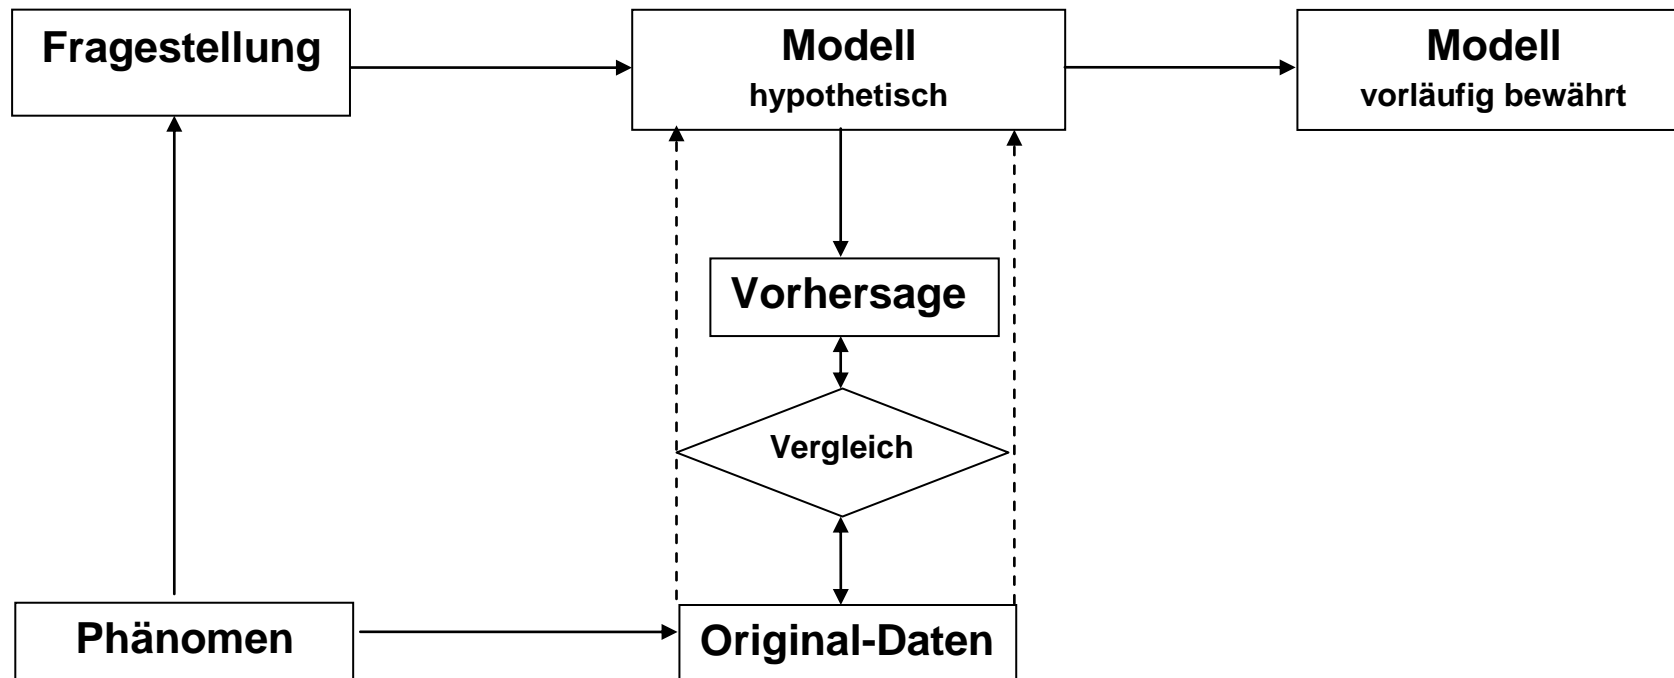 Fragestellung
Modell
hypothetisch
Modell
vorläufig bewährt
Vorhersage
Vergleich
Phänomen
Original-Daten